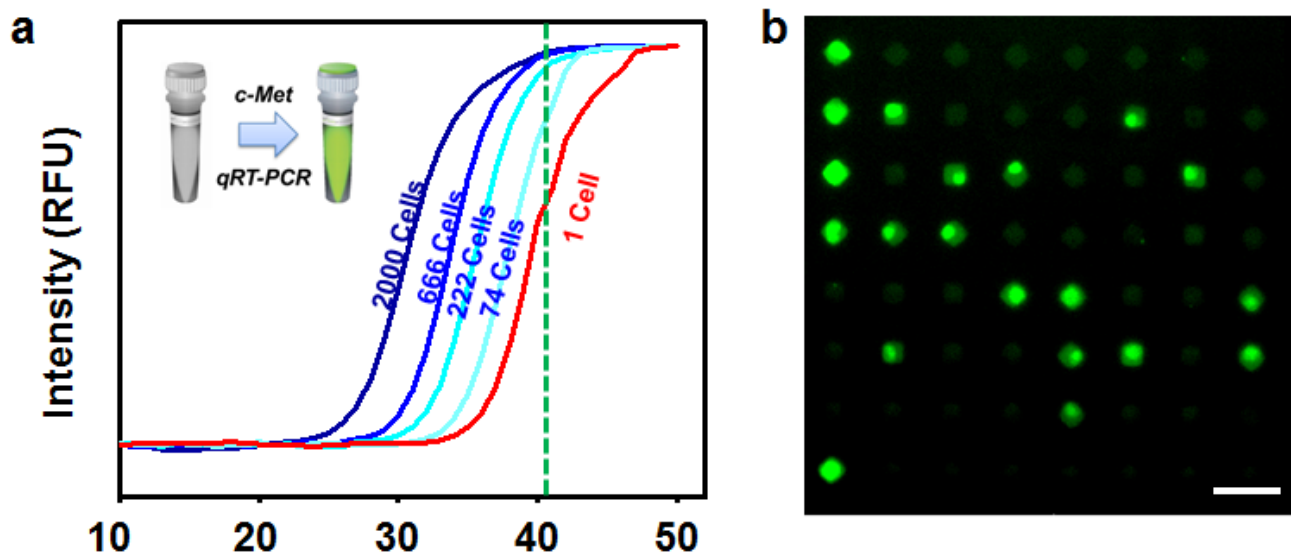 a
b
Intensity (RFU)
c-Met
qRT-PCR
2000 Cells
666 Cells
222 Cells
74 Cells
1 Cell
10 20 30 40 50